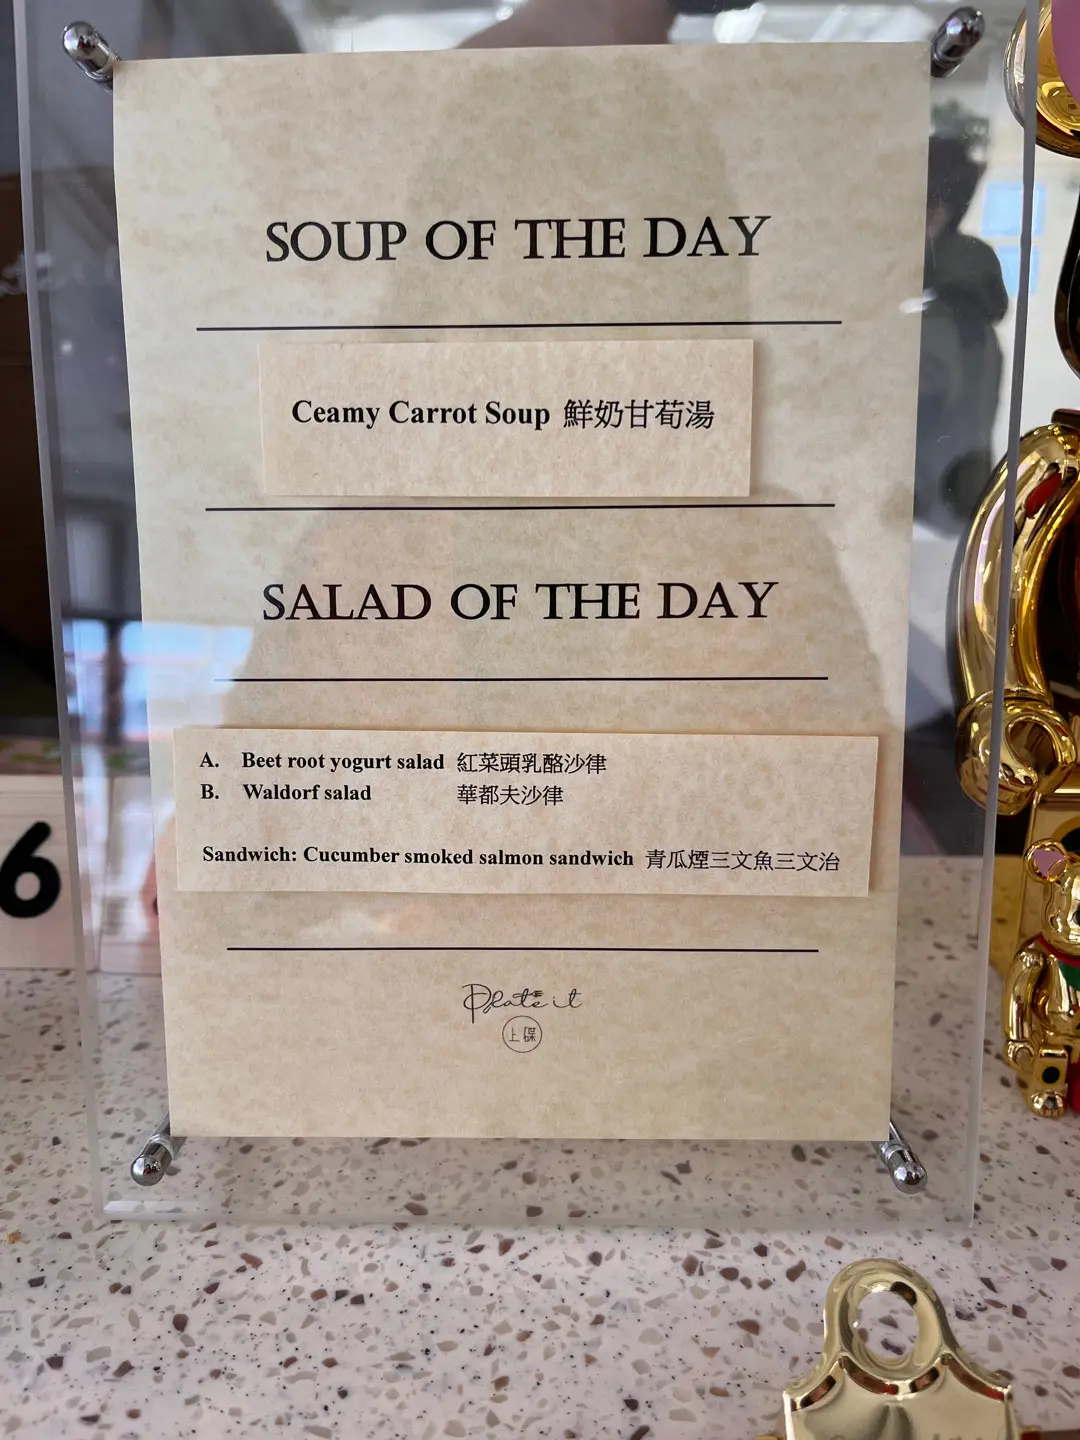 SOUP OF THE DAY
Ceamy Carrot Soup 鮮奶甘荀湯
SALAD OF THE DAY
A. Beet root yogurt salad 紅菜頭乳酪沙律
B. Waldorf salad 華都夫沙律
Sandwich: Cucumber smoked salmon sandwich 青瓜煙三文魚三文治
Plate it
上碟
6